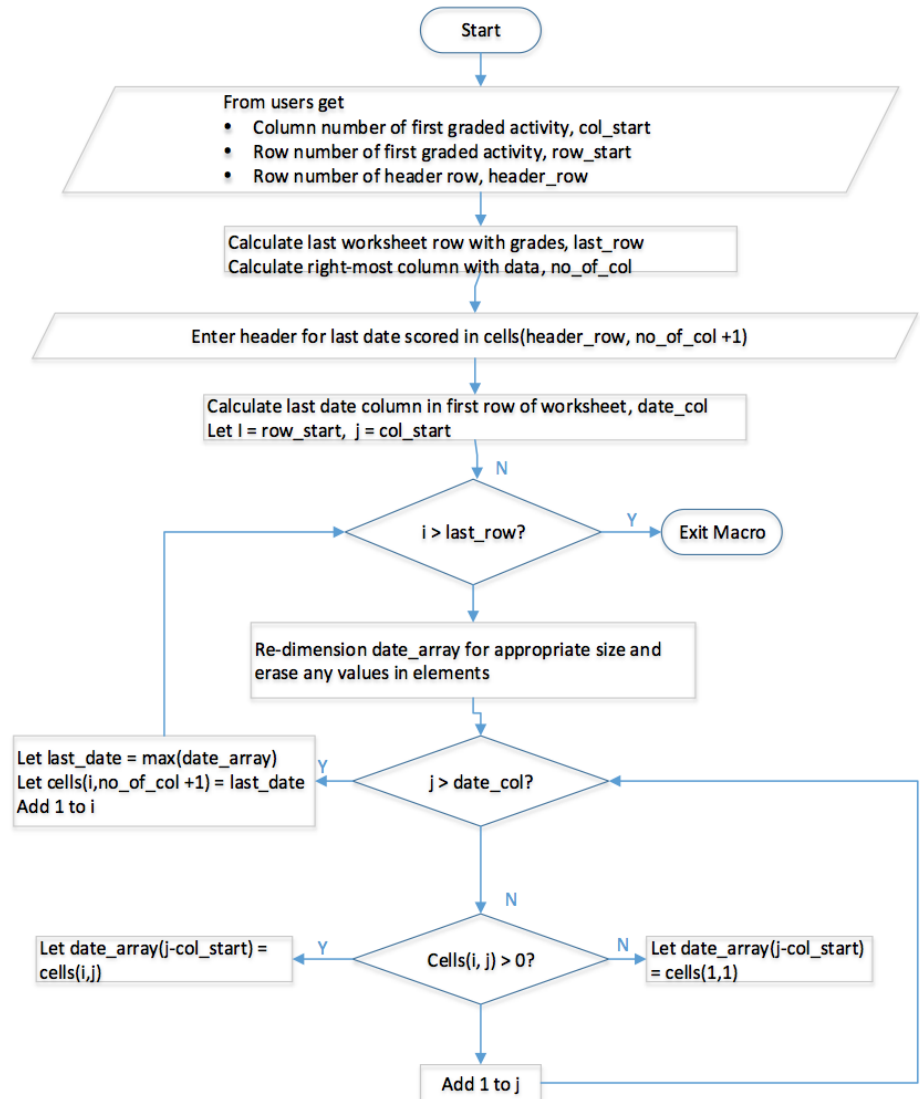 Start
From users get
• Column number of first graded activity, col_start
• Row number of first graded activity, row_start
• Row number of header row, header_row
Calculate last worksheet row with grades, last_row
Calculate right-most column with data, no_of_col
Enter header for last date scored in cells(header_row, no_of_col +1)
Calculate last date column in first row of worksheet, date_col
Let I = row_start, j = col_start
N
i > last_row?
Y
Exit Macro
Re-dimension date_array for appropriate size and
erase any values in elements
Let last_date = max(date_array)
Let cells(i,no_of_col +1) = last_date
Add 1 to i
Y
j > date_col?
N
Let date_array(j-col_start) =
cells(i,j)
Y
Cells(i, j) > 0?
N
Let date_array(j-col_start)
= cells(1,1)
Add 1 to j